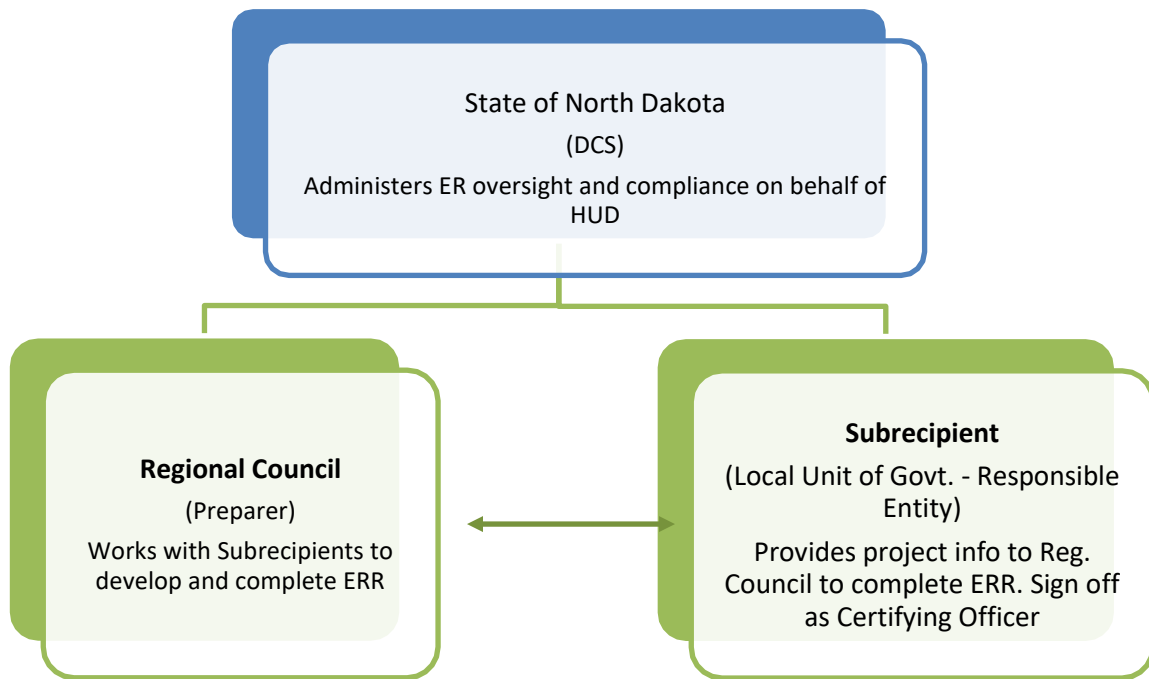 State of North Dakota
(DCS)
Administers ER oversight and compliance on behalf of
HUD
Regional Council
(Preparer)
Works with Subrecipients to
develop and complete ERR
Subrecipient
(Local Unit of Govt. - Responsible
Entity)
Provides project info to Reg.
Council to complete ERR. Sign off
as Certifying Officer